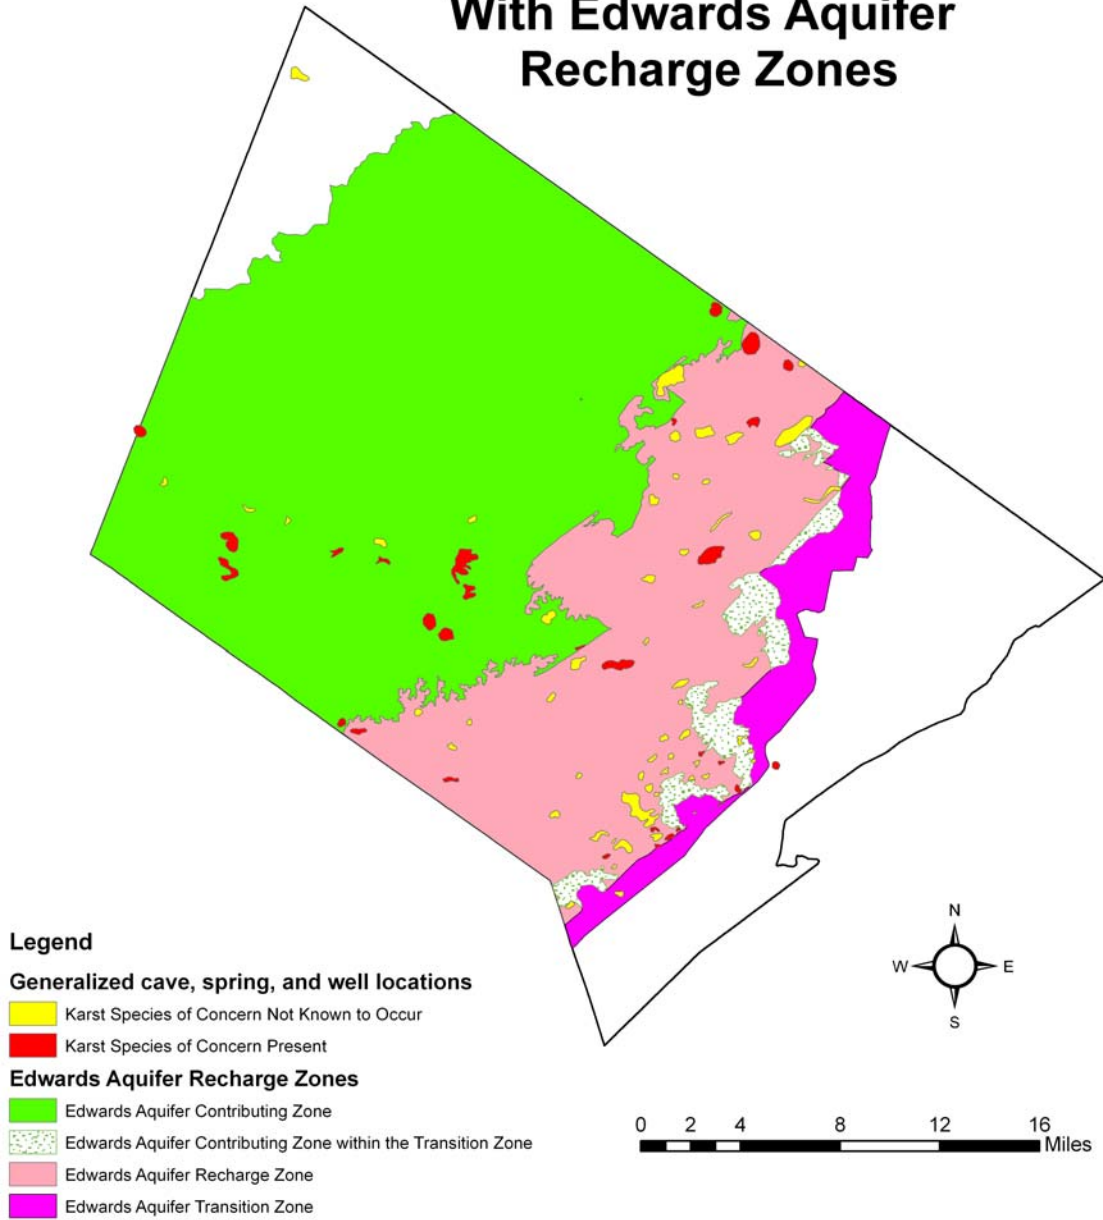 With Edwards Aquifer
Recharge Zones
N
W E
S
Legend
Generalized cave, spring, and well locations
Karst Species of Concern Not Known to Occur
Karst Species of Concern Present
Edwards Aquifer Recharge Zones
Edwards Aquifer Contributing Zone
Edwards Aquifer Contributing Zone within the Transition Zone
Edwards Aquifer Recharge Zone
Edwards Aquifer Transition Zone
0 2 4 8 12 16
Miles